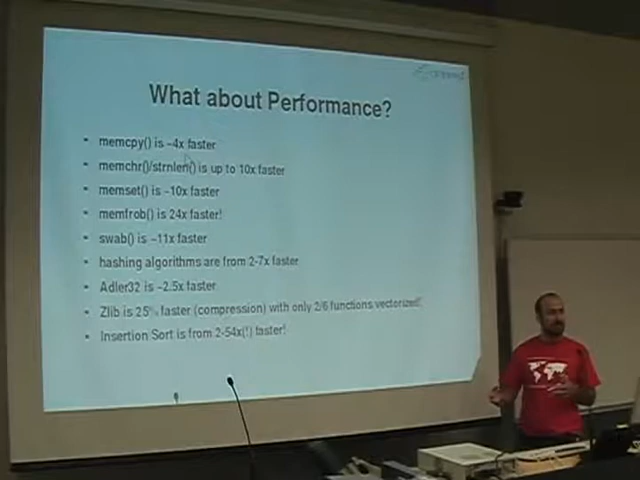 What about Performance?
memcpy() is ~4x faster
memchr()/strnlen() is up to 10x faster
memset() is ~10x faster
memfrob() is 24x faster!
swab() is ~11x faster
hashing algorithms are from 2-7x faster
Adler32 is ~2.5x faster
Zlib is 25% faster (compression) with only 2/6 functions vectorized!
Insertion Sort is from 2-54x(!) faster!